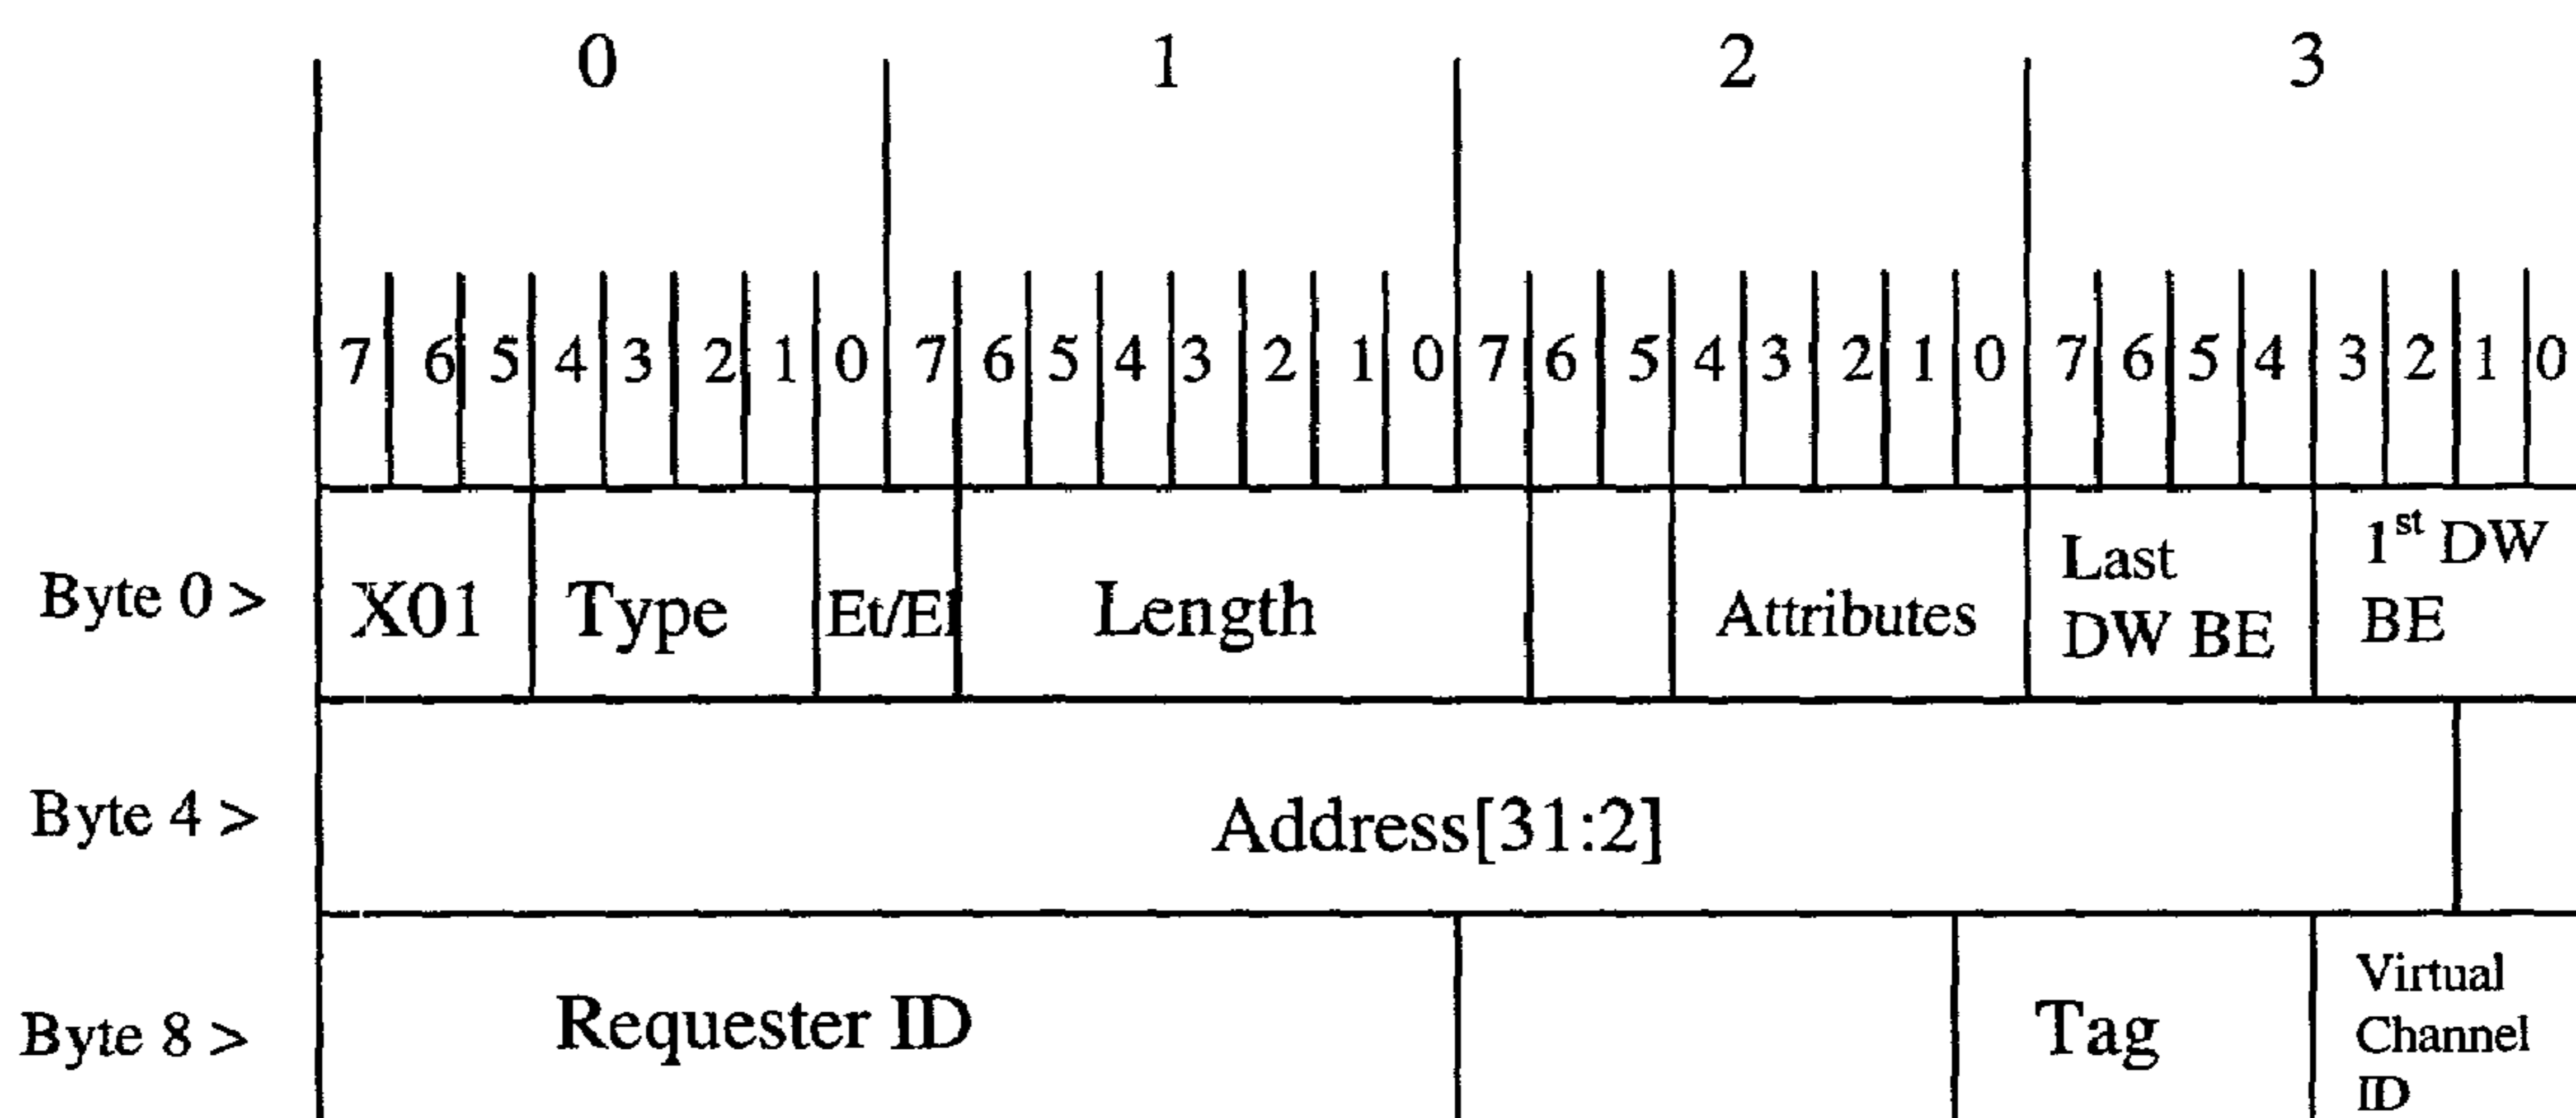 0 1 2 3
7 6 5 4 3 2 1 0 7 6 5 4 3 2 1 0 7 6 5 4 3 2 1 0 7 6 5 4 3 2 1 0
Byte 0 > X01 Type Et/El Length Attributes Last DW BE 1st DW BE
Byte 4 > Address[31:2]
Byte 8 > Requester ID Tag Virtual Channel ID